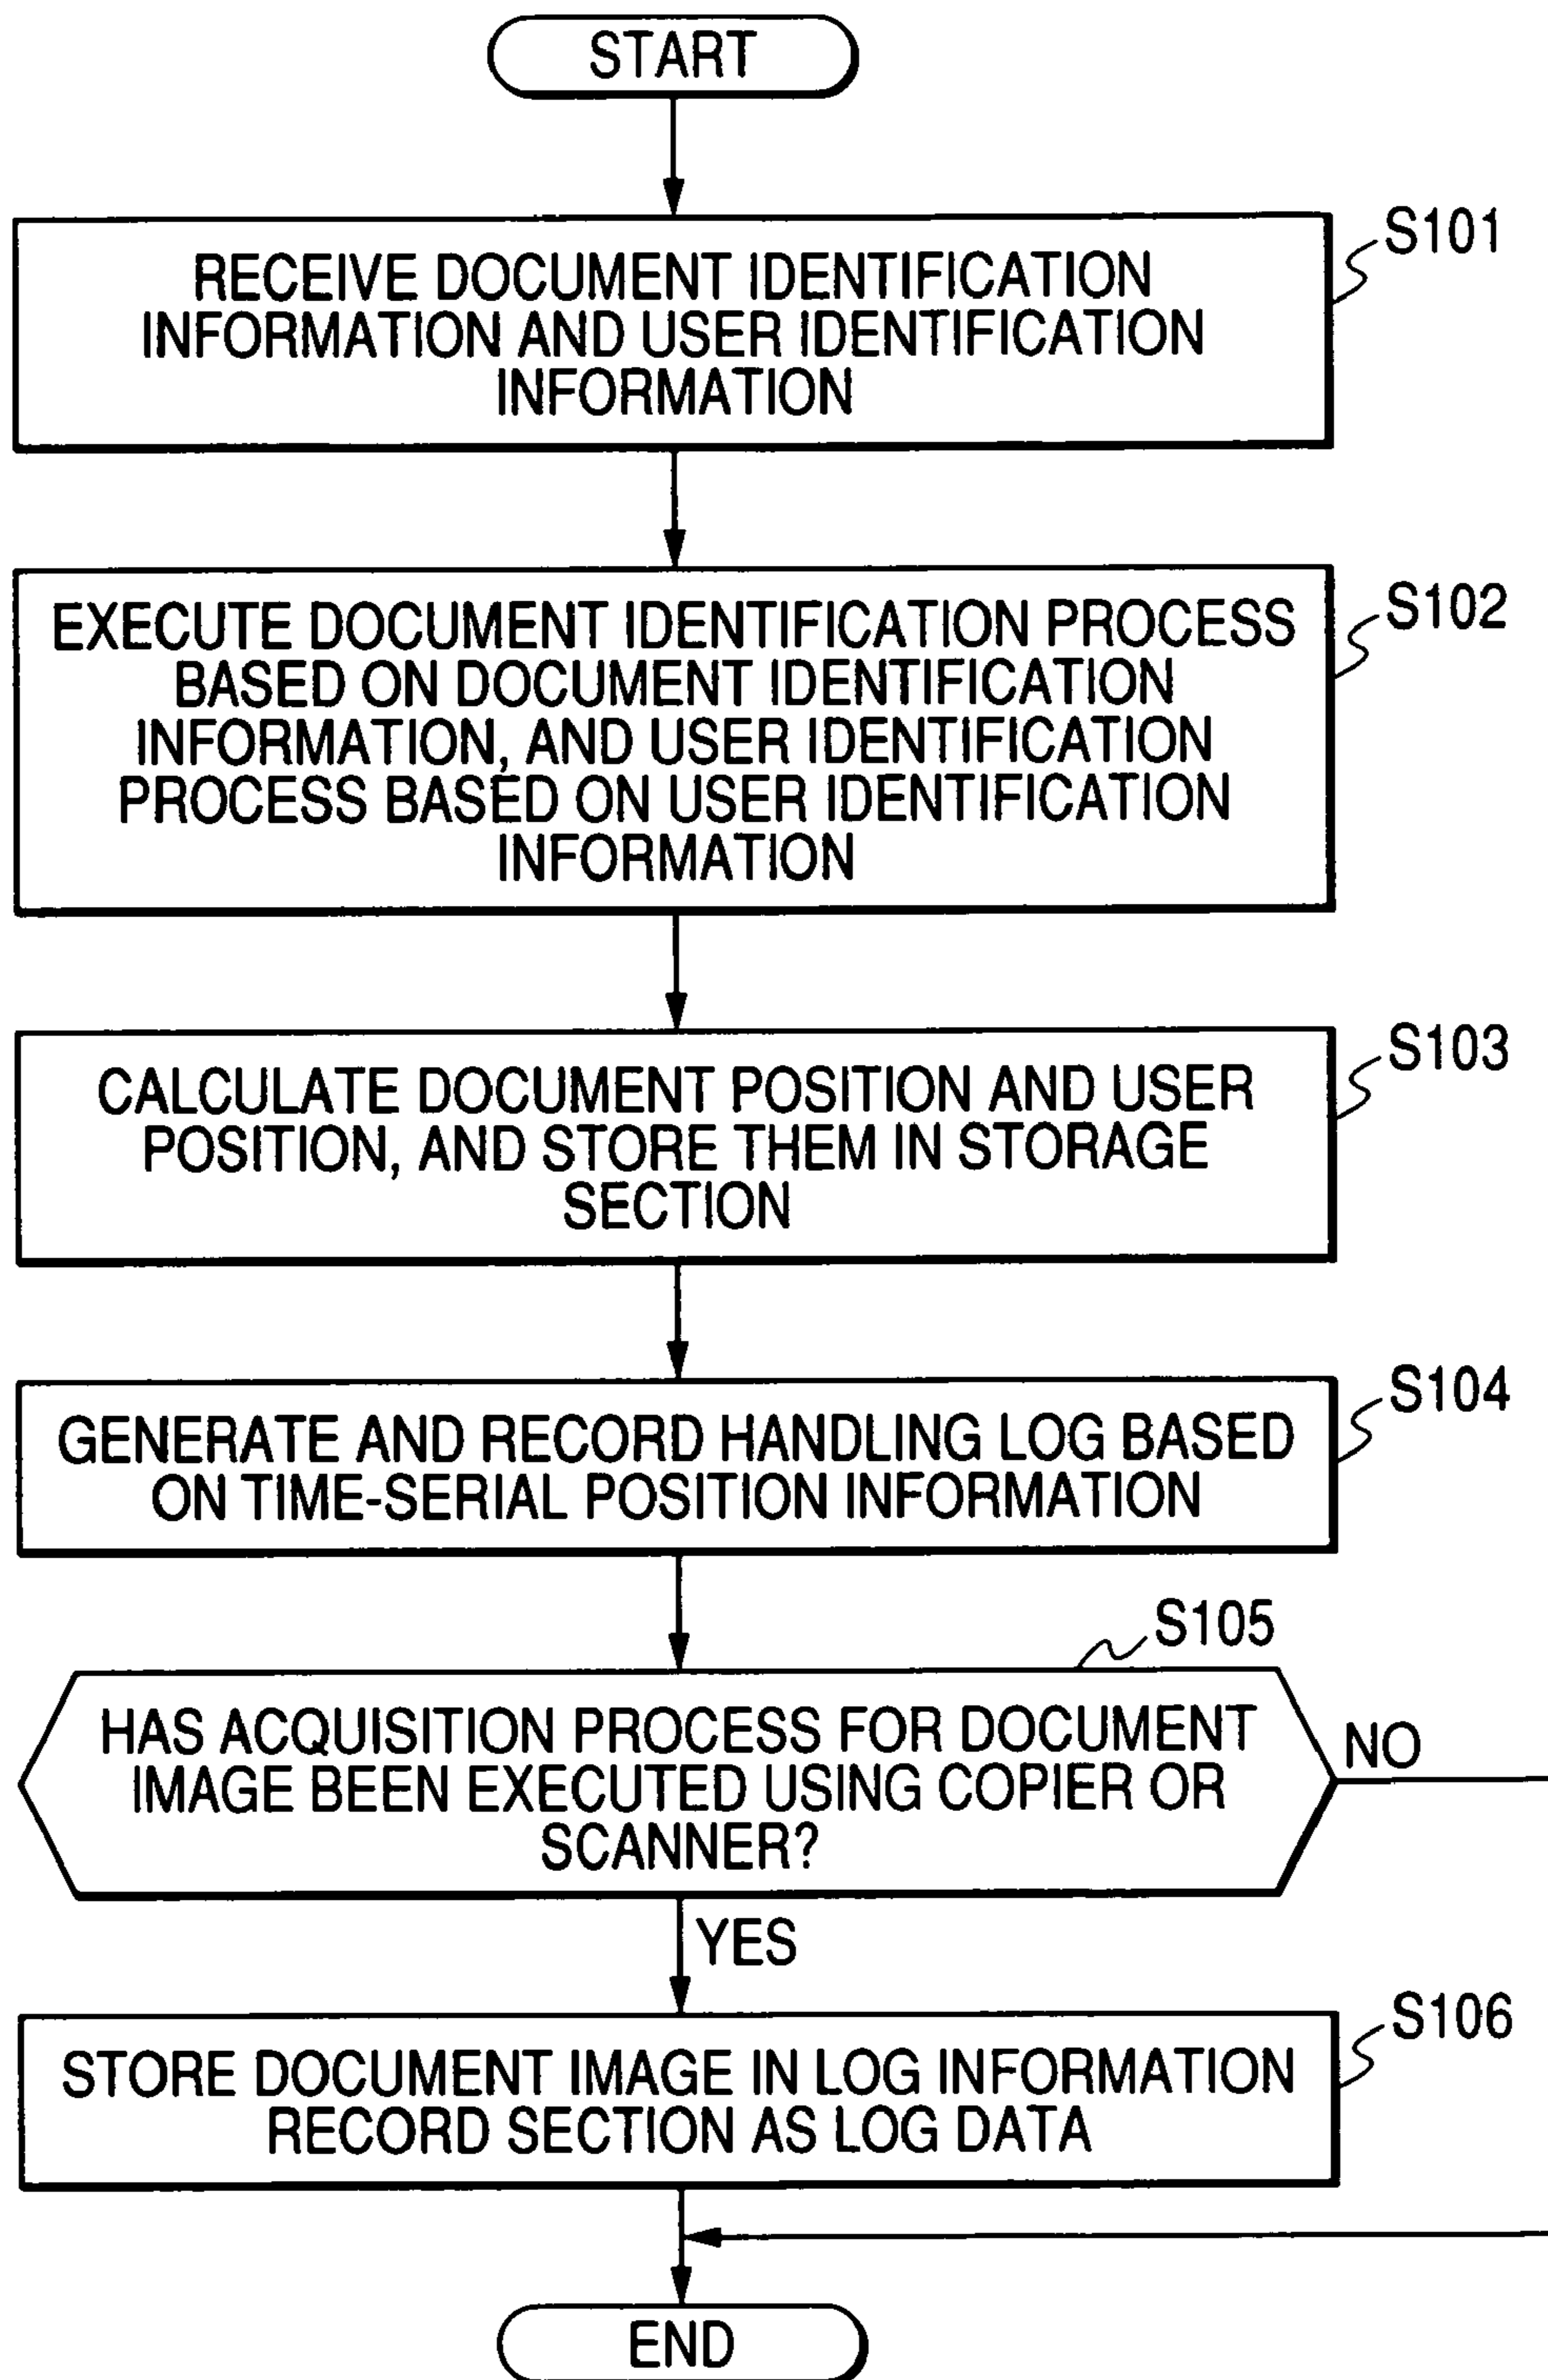 START
S101
RECEIVE DOCUMENT IDENTIFICATION
INFORMATION AND USER IDENTIFICATION
INFORMATION
S102
EXECUTE DOCUMENT IDENTIFICATION PROCESS
BASED ON DOCUMENT IDENTIFICATION
INFORMATION, AND USER IDENTIFICATION
PROCESS BASED ON USER IDENTIFICATION
INFORMATION
S103
CALCULATE DOCUMENT POSITION AND USER
POSITION, AND STORE THEM IN STORAGE
SECTION
S104
GENERATE AND RECORD HANDLING LOG BASED
ON TIME-SERIAL POSITION INFORMATION
S105
HAS ACQUISITION PROCESS FOR DOCUMENT
IMAGE BEEN EXECUTED USING COPIER OR
SCANNER?
NO
YES
S106
STORE DOCUMENT IMAGE IN LOG INFORMATION
RECORD SECTION AS LOG DATA
END